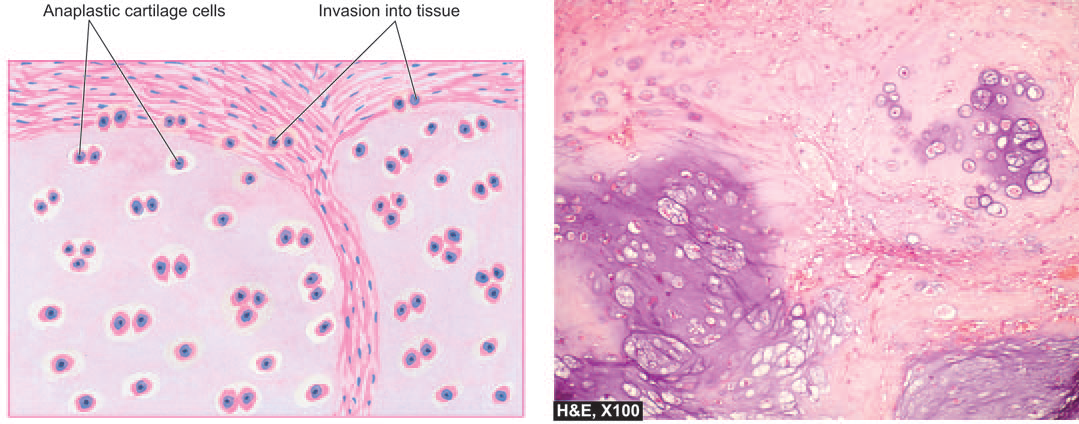 Anaplastic cartilage cells
Invasion into tissue
H&E, X100